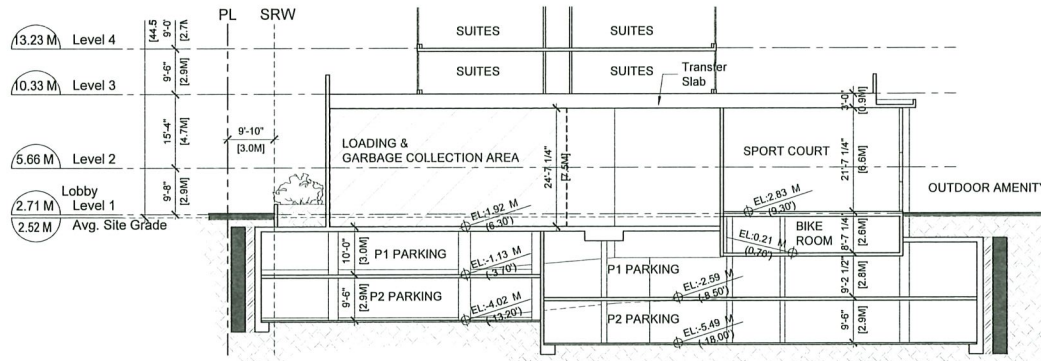 PL SRW
13.23 M Level 4
10.33 M Level 3
5.66 M Level 2
Lobby
2.71 M Level 1
2.52 M Avg. Site Grade
[44.5
9'-0"
[2.7M
9'-6"
[2.9M]
15'-4"
[4.7M]
9'-8"
[2.9M]
9'-10"
[3.0M]
SUITES SUITES
SUITES SUITES
Transfer
Slab
3'-0"
[0.9M]
LOADING &
GARBAGE COLLECTION AREA
24'-7 1/4"
[7.5M]
SPORT COURT
21'-7 1/4"
[6.6M]
OUTDOOR AMENITY
EL:1.92 M
(6.30')
EL:2.83 M
(9.30')
BIKE
ROOM
EL:0.21 M
(0.70')
8'-7 1/4"
[2.6M]
10'-0"
[3.0M]
P1 PARKING
EL:-1.13 M
(-3.70')
9'-6"
[2.9M]
P2 PARKING
EL:-4.02 M
(-13.20')
P1 PARKING
EL:-2.59 M
(-8.50')
9'-2 1/2"
[2.8M]
P2 PARKING
EL:-5.49 M
(-18.00')
9'-6"
[2.9M]